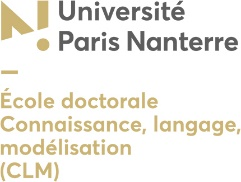 Université
Paris Nanterre
École doctorale
Connaissance, langage,
modélisation
(CLM)